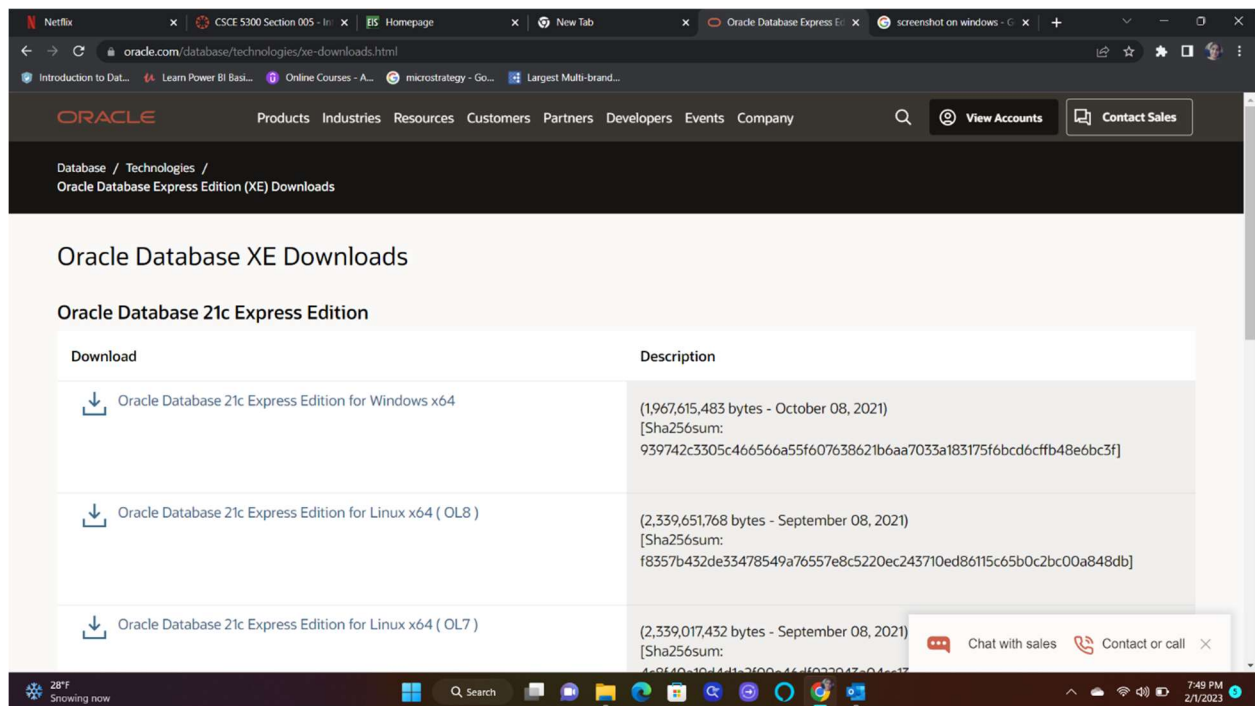 Netflix
CSCE 5300 Section 005 - In
EIS Homepage
New Tab
Oracle Database Express Ed
screenshot on windows - G
oracle.com/database/technologies/xe-downloads.html
Introduction to Dat...
Learn Power BI Basi...
Online Courses - A...
microstrategy - Go...
Largest Multi-brand...
ORACLE
Products Industries Resources Customers Partners Developers Events Company
View Accounts
Contact Sales
Database / Technologies /
Oracle Database Express Edition (XE) Downloads
Oracle Database XE Downloads
Oracle Database 21c Express Edition
Download
Description
Oracle Database 21c Express Edition for Windows x64
(1,967,615,483 bytes - October 08, 2021)
[Sha256sum:
939742c3305c466566a55f607638621b6aa7033a183175f6bcd6cffb48e6bc3f]
Oracle Database 21c Express Edition for Linux x64 ( OL8 )
(2,339,651,768 bytes - September 08, 2021)
[Sha256sum:
f8357b432de33478549a76557e8c5220ec243710ed86115c65b0c2bc00a848db]
Oracle Database 21c Express Edition for Linux x64 ( OL7 )
(2,339,017,432 bytes - September 08, 2021)
[Sha256sum:
Chat with sales
Contact or call
28°F
Snowing now
Search
7:49 PM
2/1/2023
5